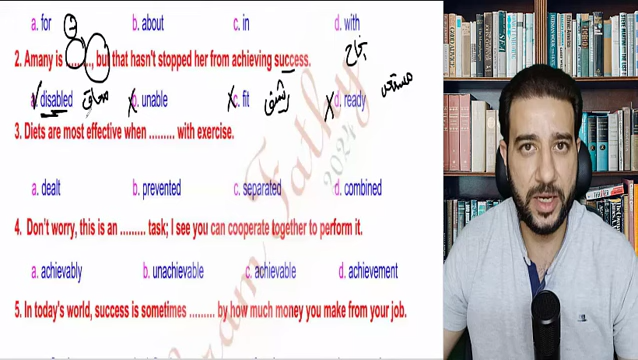 a. for b. about c. in d. with
2. Amany is ........., but that hasn't stopped her from achieving success. نجاح
a. disabled معاق b. unable c. fit رشيق d. ready مستعد
3. Diets are most effective when ......... with exercise.
a. dealt b. prevented c. separated d. combined
4. Don't worry, this is an ......... task; I see you can cooperate together to perform it.
a. achievably b. unachievable c. achievable d. achievement
5. In today's world, success is sometimes ......... by how much money you make from your job.
Fathy 2024